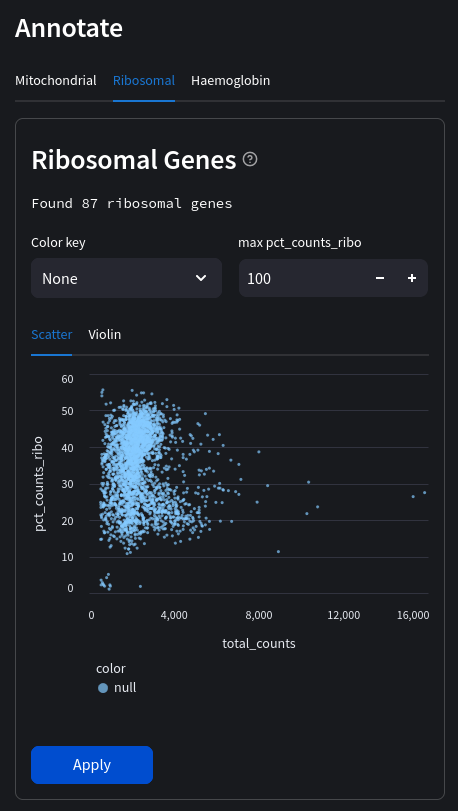 Annotate
Mitochondrial Ribosomal Haemoglobin
Ribosomal Genes ?
Found 87 ribosomal genes
Color key max pct_counts_ribo
None 100 − +
Scatter Violin
60
50
40
30
20
10
0
pct_counts_ribo
0 4,000 8,000 12,000 16,000
total_counts
color
null
Apply